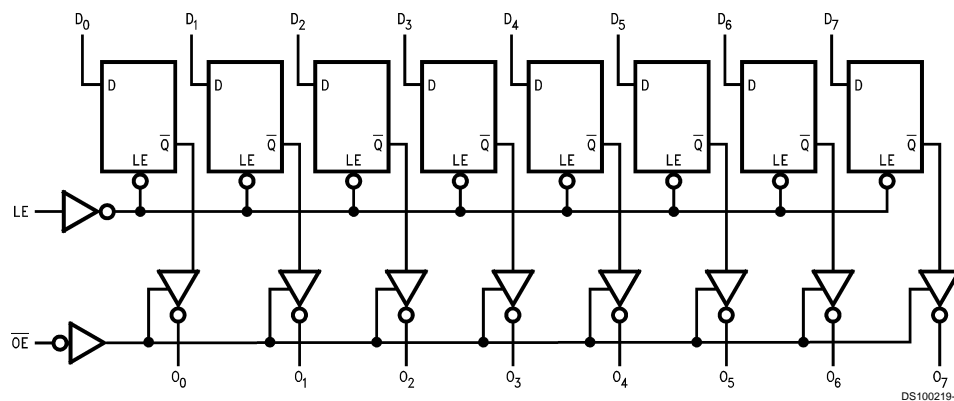 D0 D1 D2 D3 D4 D5 D6 D7
D D D D D D D D
Q̅ Q̅ Q̅ Q̅ Q̅ Q̅ Q̅ Q̅
LE LE LE LE LE LE LE LE
LE
O̅E̅
O0 O1 O2 O3 O4 O5 O6 O7
DS100219-